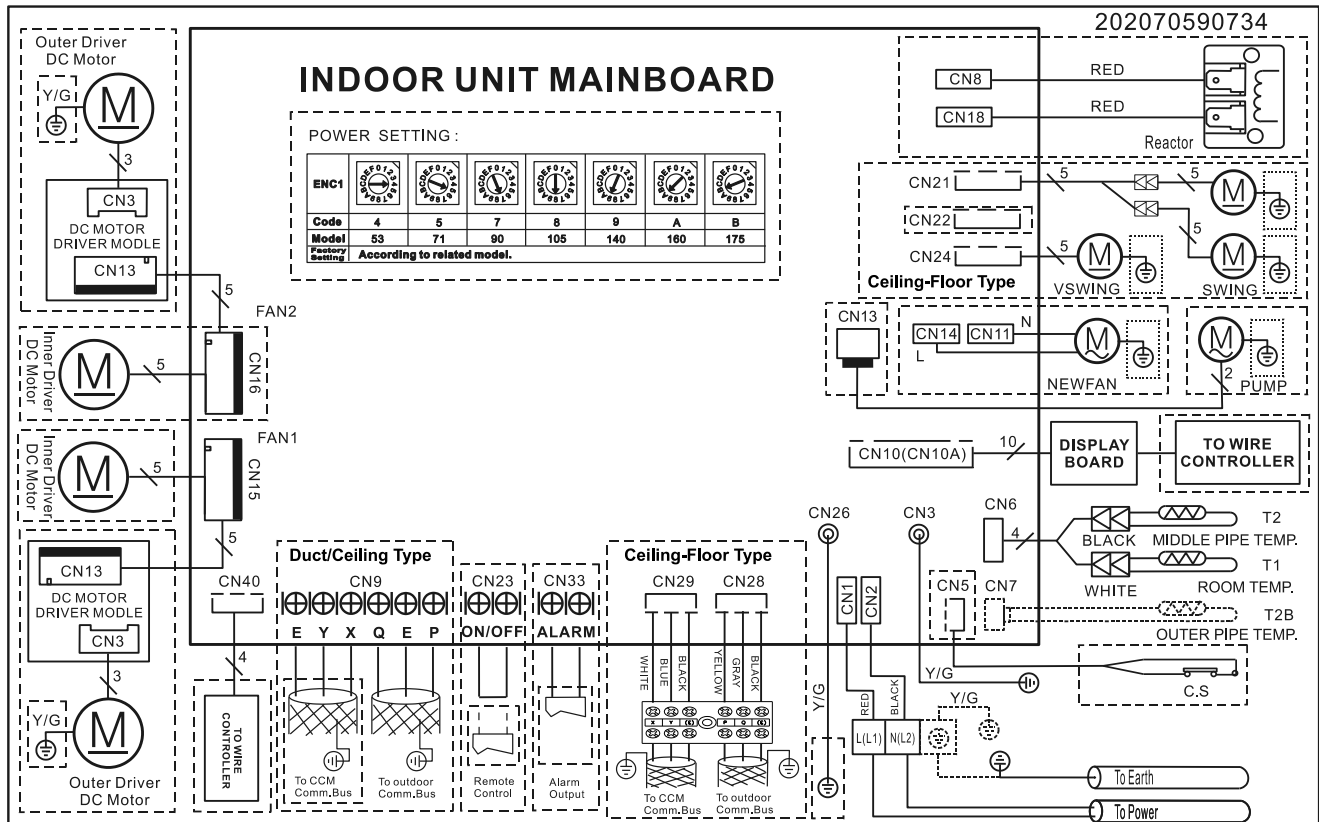 202070590734
Outer Driver
DC Motor
Y/G
M
3
CN3
DC MOTOR
DRIVER MODLE
CN13
5
FAN2
Inner Driver
DC Motor
M
5
CN16
Inner Driver
DC Motor
M
5
FAN1
CN15
5
CN13
DC MOTOR
DRIVER MODLE
CN3
3
Y/G
M
Outer Driver
DC Motor
INDOOR UNIT MAINBOARD
POWER SETTING :
ENC1
Code 4 5 7 8 9 A B
Model 53 71 90 105 140 160 175
Factory Setting According to related model.
CN8 RED
CN18 RED
Reactor
CN21 5 5 M
CN22
5
CN24 5 M M
Ceiling-Floor Type VSWING SWING
CN13
CN14 CN11 N M
L
NEWFAN
M
2
PUMP
CN10(CN10A) 10
DISPLAY
BOARD
TO WIRE
CONTROLLER
CN6
4
T2
BLACK MIDDLE PIPE TEMP.
T1
WHITE ROOM TEMP.
CN5 CN7
T2B
OUTER PIPE TEMP.
C.S
CN40
4
TO WIRE
CONTROLLER
Duct/Ceiling Type
CN9
E Y X Q E P
To CCM
Comm.Bus
To outdoor
Comm.Bus
CN23
ON/OFF
Remote
Control
CN33
ALARM
Alarm
Output
Ceiling-Floor Type
CN29 CN28
WHITE BLUE BLACK YELLOW GRAY BLACK
X Y (E) P Q (E)
To CCM
Comm.Bus
To outdoor
Comm.Bus
CN26
Y/G
CN3
Y/G
CN1 CN2
RED BLACK
L(L1) N(L2)
Y/G
To Earth
To Power